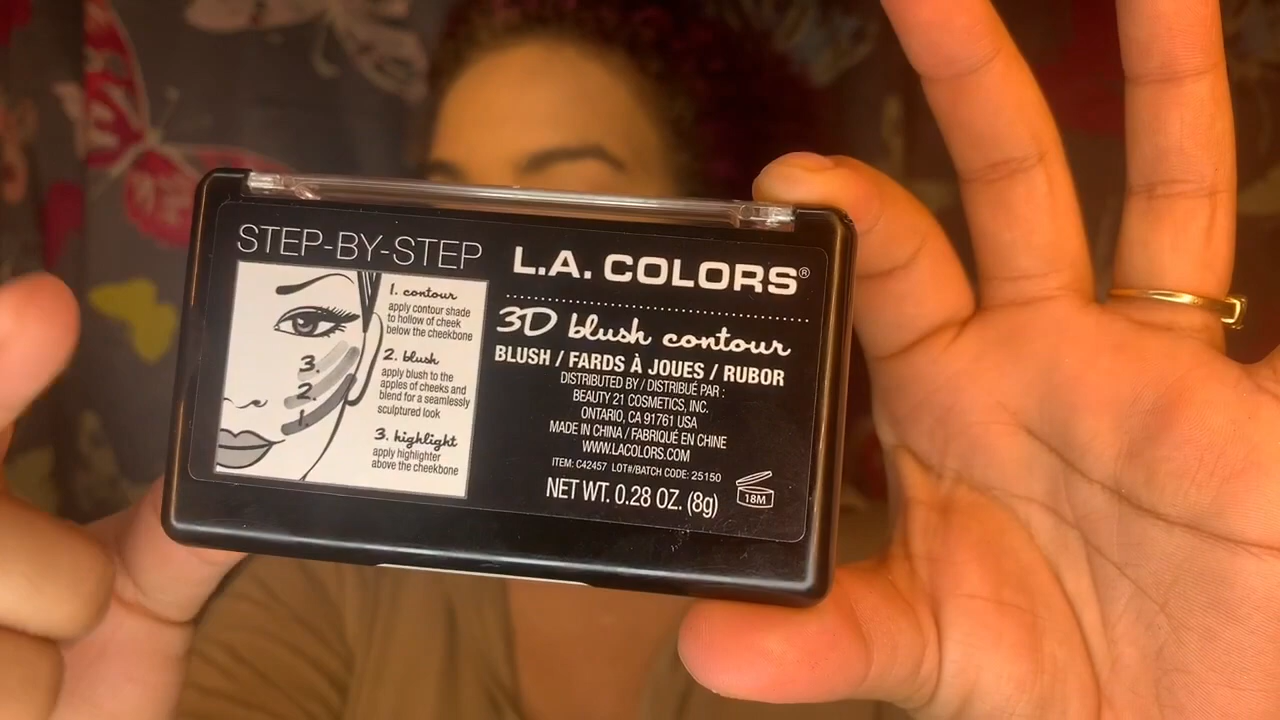 STEP-BY-STEP
1. contour
apply contour shade
to hollow of cheek
below the cheekbone
2. blush
apply blush to the
apples of cheeks and
blend for a seamlessly
sculptured look
3. highlight
apply highlighter
above the cheekbone
3.
2.
1.
L.A. COLORS®
3D blush contour
BLUSH / FARDS À JOUES / RUBOR
DISTRIBUTED BY / DISTRIBUÉ PAR :
BEAUTY 21 COSMETICS, INC.
ONTARIO, CA 91761 USA
MADE IN CHINA / FABRIQUÉ EN CHINE
WWW.LACOLORS.COM
ITEM: C42457 LOT#/BATCH CODE: 25150
NET WT. 0.28 OZ. (8g)
18M